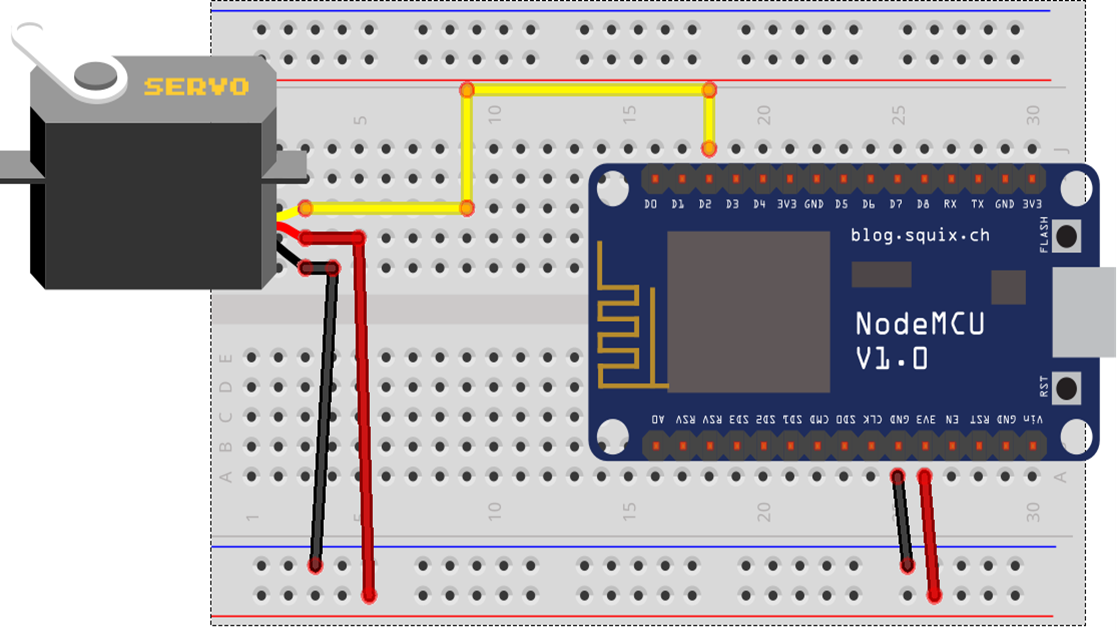 SERVO
5 10 15 20 25 30
J
D0 D1 D2 D3 D4 3V3 GND D5 D6 D7 D8 RX TX GND 3V3
blog.squix.ch
FLASH
NodeMCU
V1.0
RST
A0 RSV RSV SD3 SD2 SD1 CMD SD0 CLK GND 3V3 EN RST GND Vin
E
D
C
B
A A
1 5 10 15 20 30